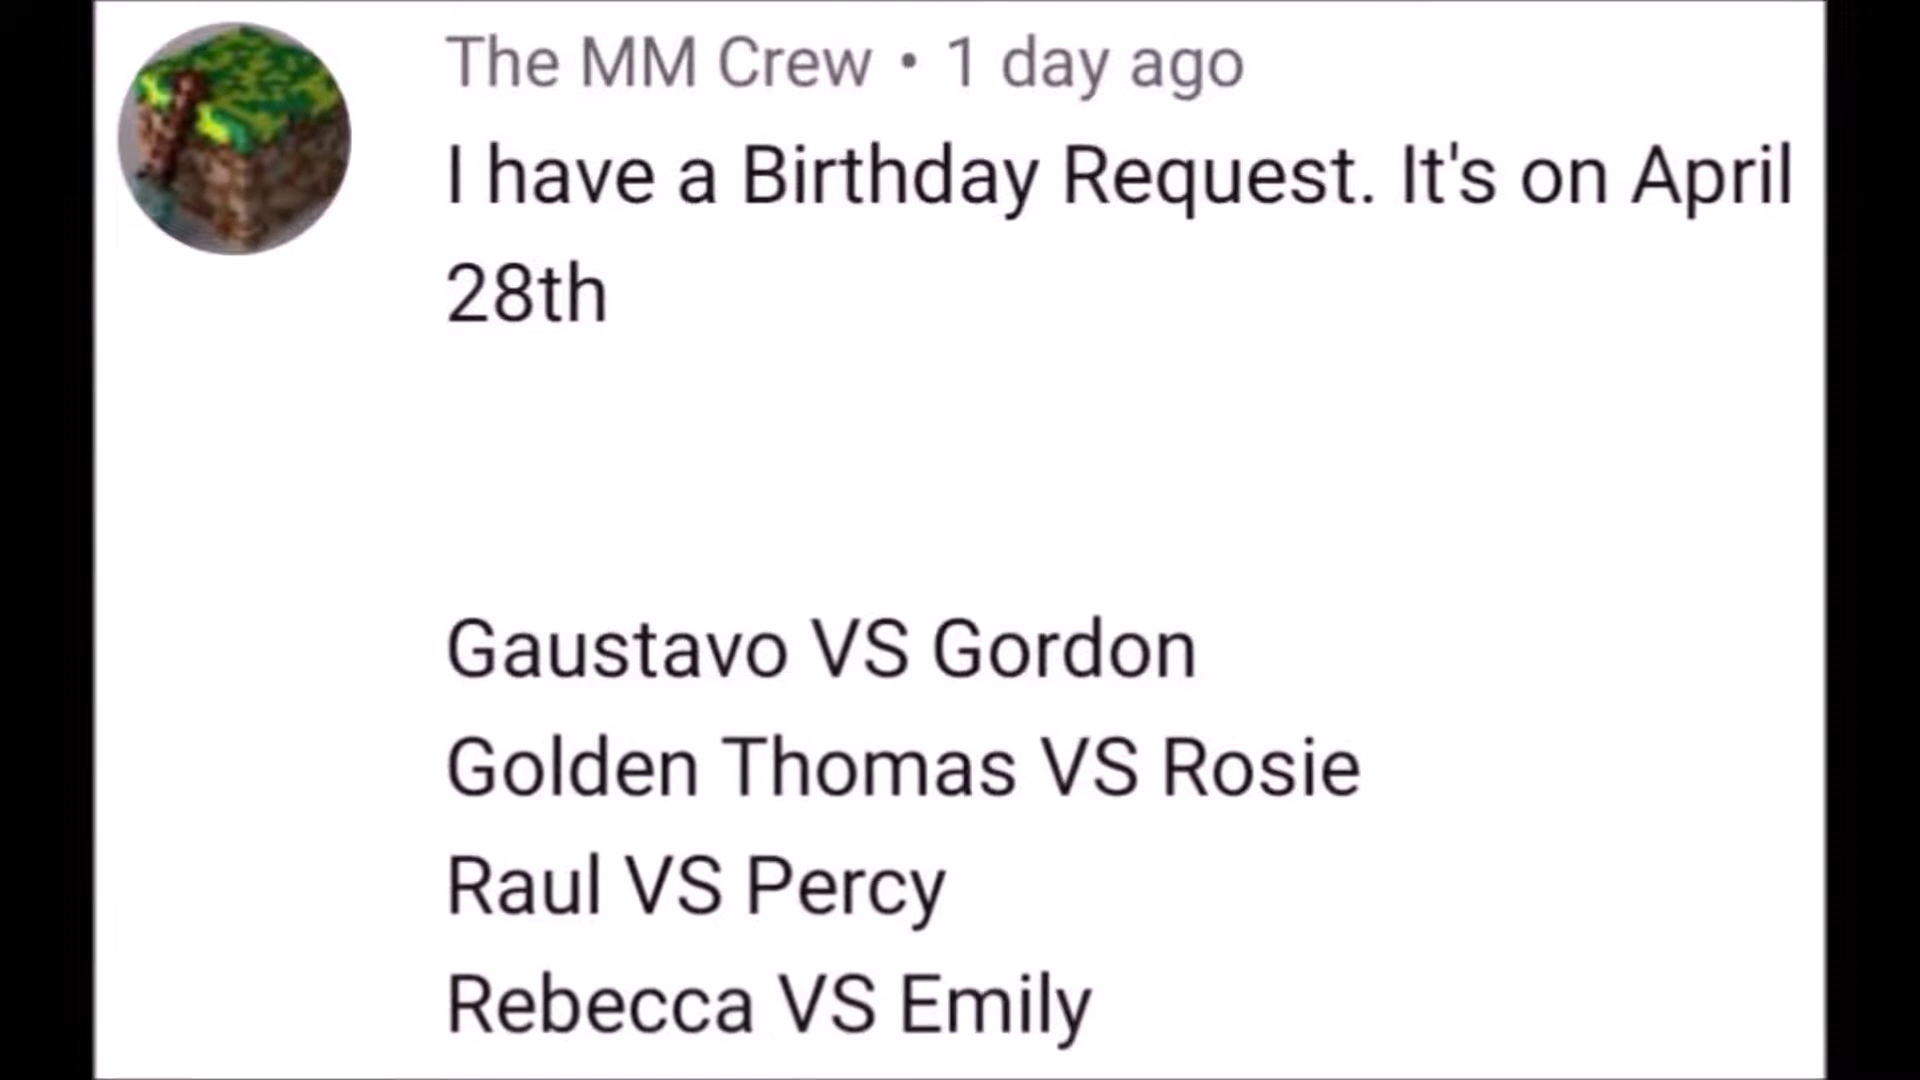 The MM Crew • 1 day ago
I have a Birthday Request. It's on April
28th
Gaustavo VS Gordon
Golden Thomas VS Rosie
Raul VS Percy
Rebecca VS Emily